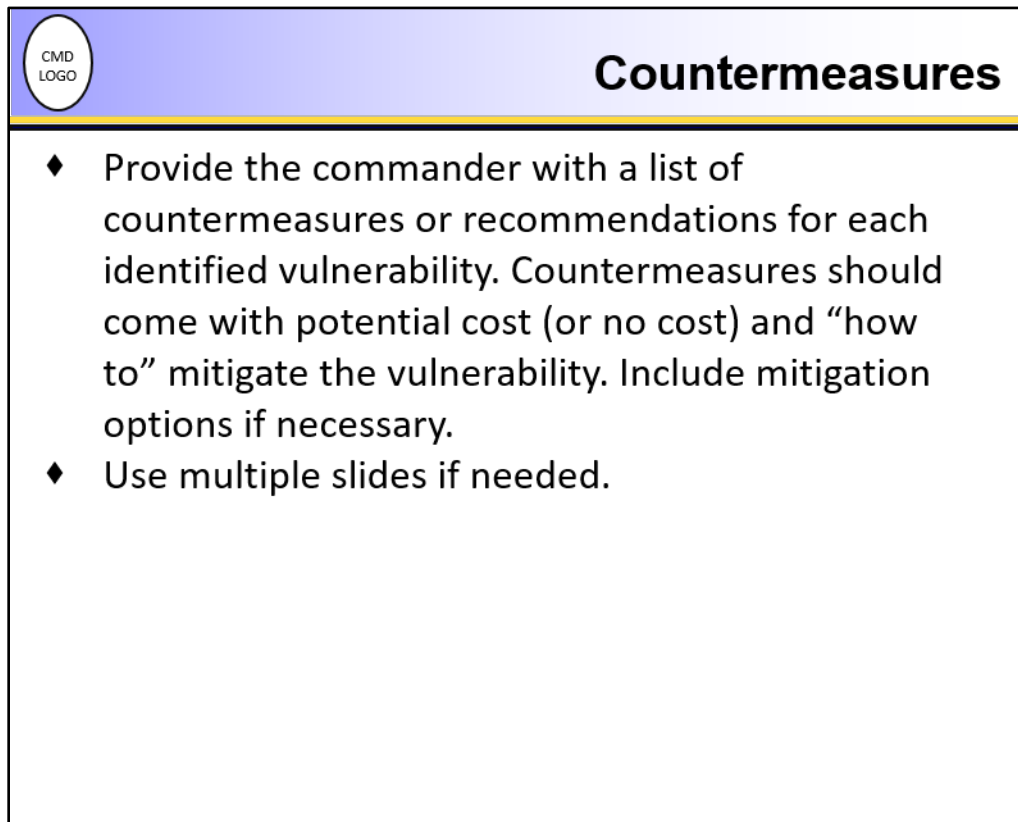 CMD
LOGO
Countermeasures
♦ Provide the commander with a list of
countermeasures or recommendations for each
identified vulnerability. Countermeasures should
come with potential cost (or no cost) and “how
to” mitigate the vulnerability. Include mitigation
options if necessary.
♦ Use multiple slides if needed.